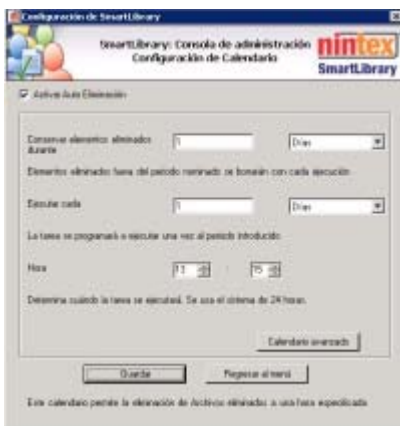 Configuración de SmartLibrary
SmartLibrary: Consola de administración
Configuración de Calendario
nintex
SmartLibrary
Activar Auto Eliminación
Conservar elementos eliminados
durante
1
Días
Elementos eliminados fuera del periodo nominado se borrarán con cada ejecución.
Ejecutar cada
1
Días
La tarea se programará a ejecutar una vez al periodo introducido.
Hora
:
15
Determina cuándo la tarea se ejecutará. Se usa el sistema de 24 horas.
Calendario avanzado
Guardar
Regresar al menú
Este calendario permite la eliminación de Archivos eliminados a una hora especificada